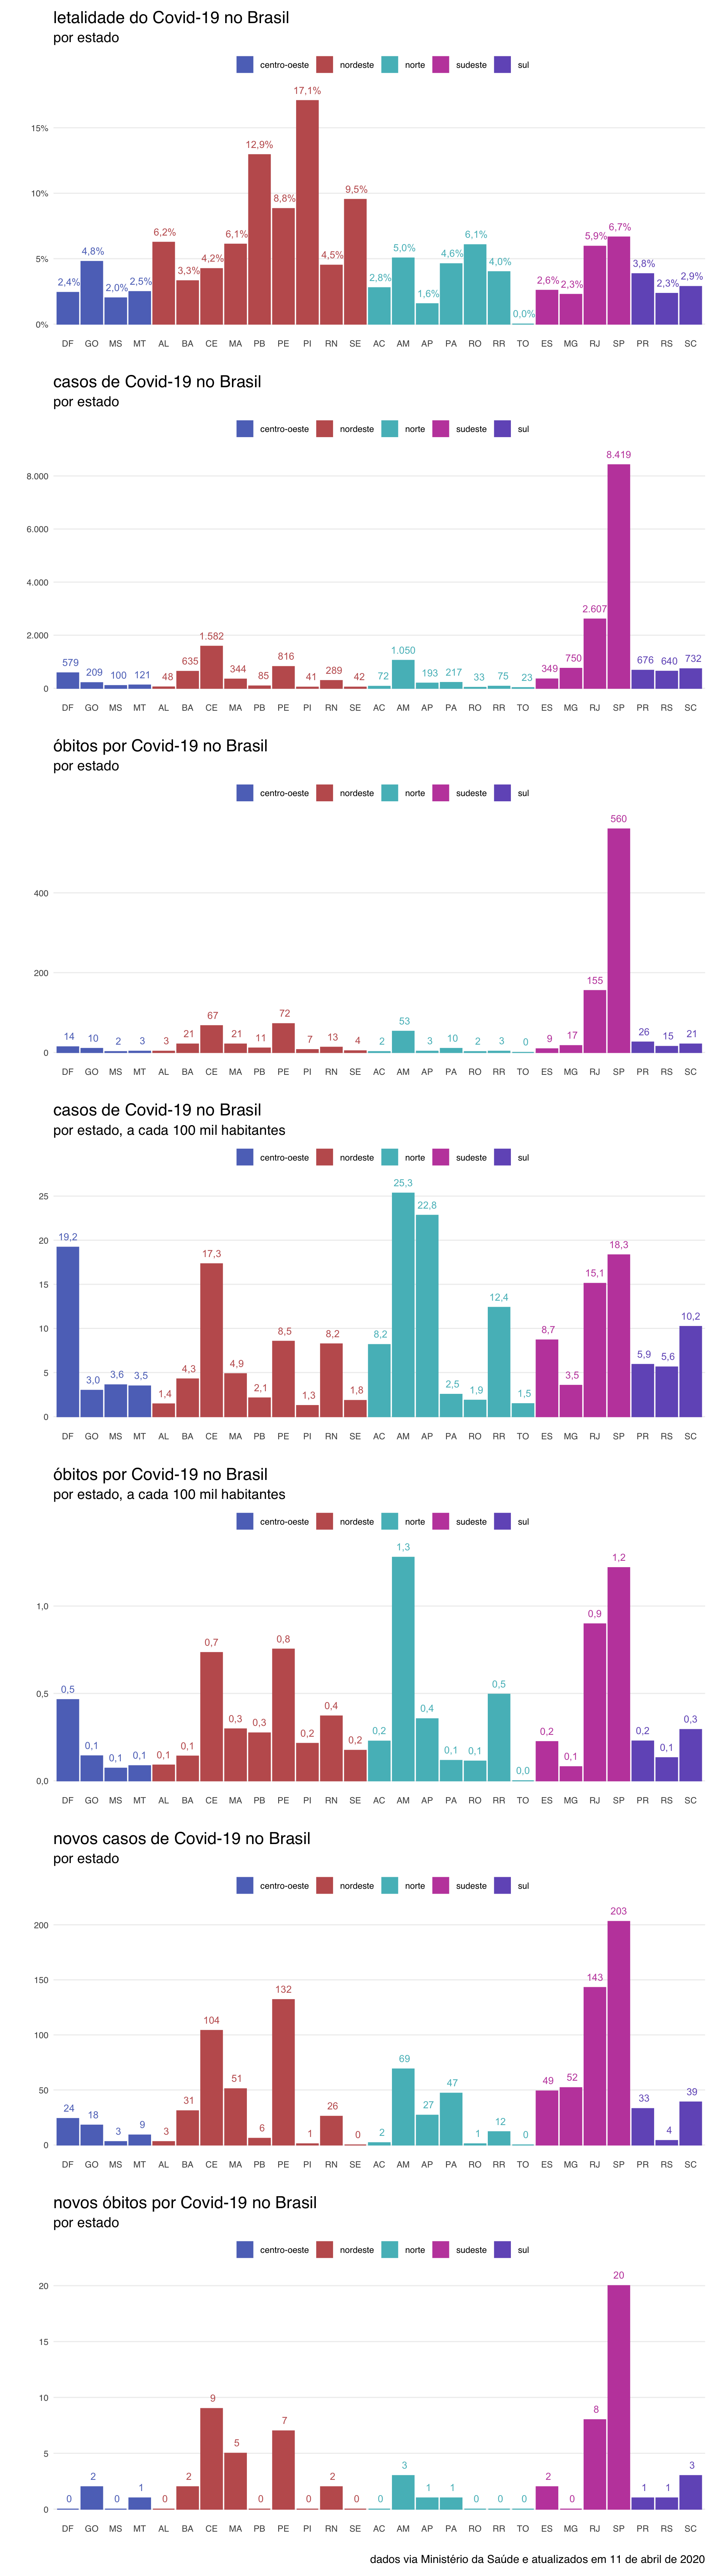 letalidade do Covid-19 no Brasil
por estado
centro-oeste nordeste norte sudeste sul
17,1%
15%
12,9%
10%
9,5%
8,8%
6,2% 6,1% 6,1% 5,9% 6,7%
5%
4,8% 4,2% 4,5% 5,0% 4,6% 4,0% 3,8%
2,4% 2,0% 2,5% 3,3% 2,8% 1,6% 2,6% 2,3% 2,3% 2,9%
0%
0,0%
DF GO MS MT AL BA CE MA PB PE PI RN SE AC AM AP PA RO RR TO ES MG RJ SP PR RS SC
casos de Covid-19 no Brasil
por estado
centro-oeste nordeste norte sudeste sul
8.419
8.000
6.000
4.000
2.607
2.000
579 209 100 121 48 635 1.582 344 85 816 41 289 42 72 1.050 193 217 33 75 23 349 750 676 640 732
0
DF GO MS MT AL BA CE MA PB PE PI RN SE AC AM AP PA RO RR TO ES MG RJ SP PR RS SC
óbitos por Covid-19 no Brasil
por estado
centro-oeste nordeste norte sudeste sul
560
400
200
155
14 10 2 3 3 21 67 21 11 72 7 13 4 2 53 3 10 2 3 0 9 17 26 15 21
0
DF GO MS MT AL BA CE MA PB PE PI RN SE AC AM AP PA RO RR TO ES MG RJ SP PR RS SC
casos de Covid-19 no Brasil
por estado, a cada 100 mil habitantes
centro-oeste nordeste norte sudeste sul
25,3
25
22,8
20
19,2 17,3 18,3
15
15,1
12,4
10
10,2
8,5 8,2 8,2 8,7
5
3,0 3,6 3,5 1,4 4,3 4,9 2,1 1,3 1,8 2,5 1,9 1,5 3,5 5,9 5,6
0
DF GO MS MT AL BA CE MA PB PE PI RN SE AC AM AP PA RO RR TO ES MG RJ SP PR RS SC
óbitos por Covid-19 no Brasil
por estado, a cada 100 mil habitantes
centro-oeste nordeste norte sudeste sul
1,3
1,2
1,0
0,9
0,7 0,8
0,5
0,5 0,5
0,1 0,1 0,1 0,1 0,1 0,3 0,3 0,2 0,4 0,2 0,2 0,4 0,1 0,1 0,0 0,2 0,1 0,2 0,1 0,3
0,0
DF GO MS MT AL BA CE MA PB PE PI RN SE AC AM AP PA RO RR TO ES MG RJ SP PR RS SC
novos casos de Covid-19 no Brasil
por estado
centro-oeste nordeste norte sudeste sul
203
200
150
143
132
100
104
69
50
24 18 3 9 3 31 51 6 1 26 0 2 27 47 1 12 0 49 52 33 4 39
0
DF GO MS MT AL BA CE MA PB PE PI RN SE AC AM AP PA RO RR TO ES MG RJ SP PR RS SC
novos óbitos por Covid-19 no Brasil
por estado
centro-oeste nordeste norte sudeste sul
20
20
15
10
9
8
7
5
0 2 0 1 0 2 5 0 0 2 0 0 3 1 1 0 0 0 2 0 1 1 3
0
DF GO MS MT AL BA CE MA PB PE PI RN SE AC AM AP PA RO RR TO ES MG RJ SP PR RS SC
dados via Ministério da Saúde e atualizados em 11 de abril de 2020